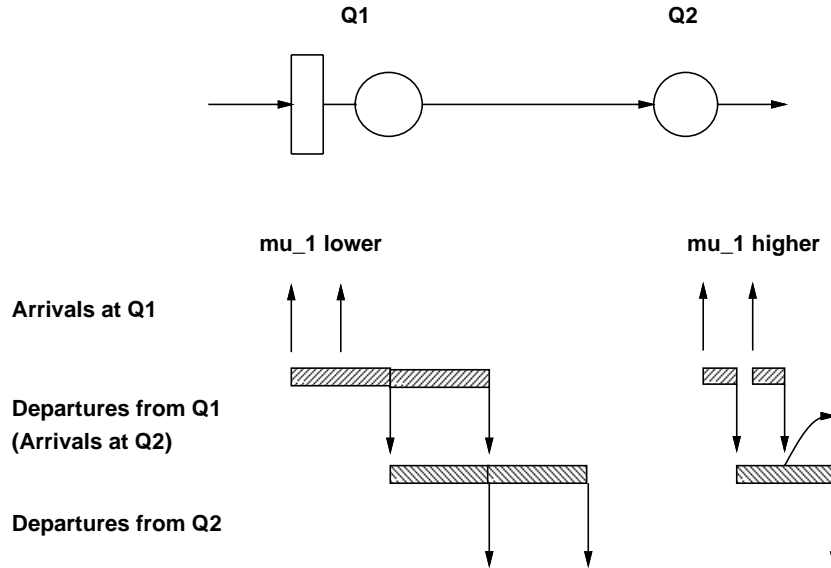 Q1 Q2
mu_1 lower mu_1 higher
Arrivals at Q1
Departures from Q1
(Arrivals at Q2)
Departures from Q2